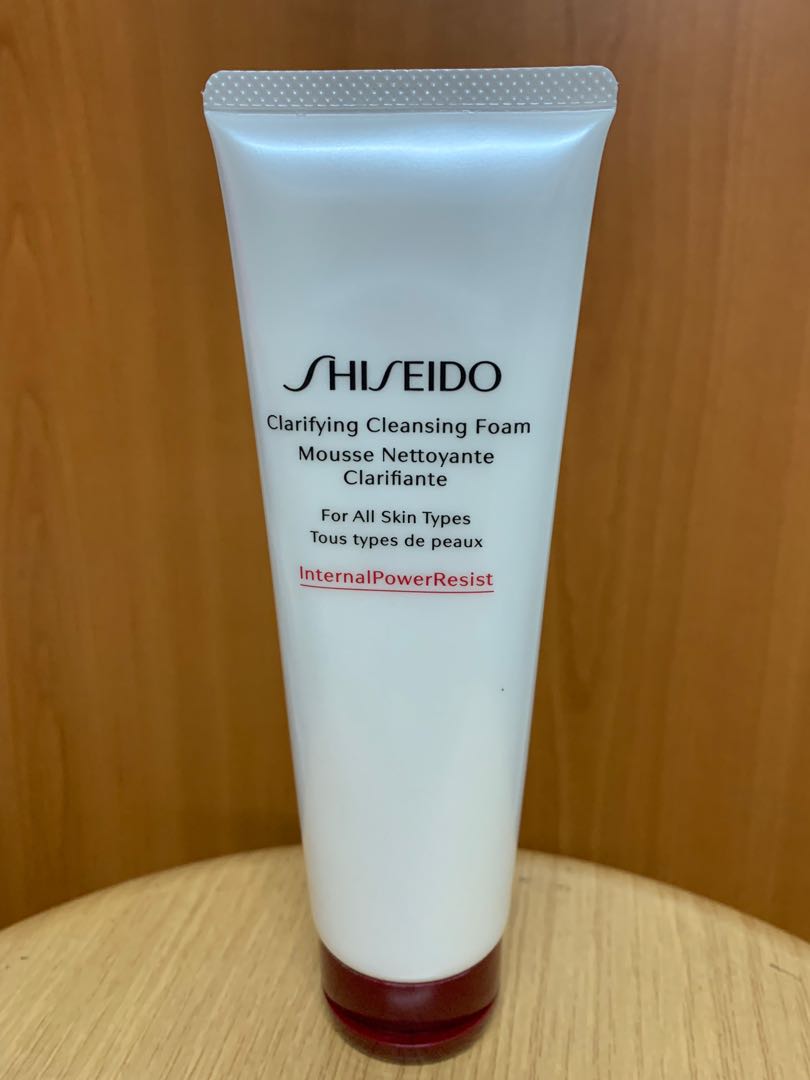 SHISEIDO
Clarifying Cleansing Foam
Mousse Nettoyante
Clarifiante
For All Skin Types
Tous types de peaux
InternalPowerResist